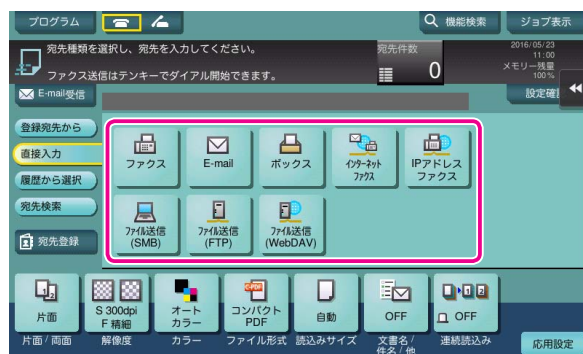 プログラム
機能検索
ジョブ表示
宛先種類を選択し、宛先を入力してください。
ファクス送信はテンキーでダイアル開始できます。
宛先件数
0
2016/05/23
11:00
メモリー残量
100%
E-mail受信
設定確認
登録宛先から
直接入力
履歴から選択
宛先検索
宛先登録
ファクス
E-mail
ボックス
インターネット
ファクス
IPアドレス
ファクス
ファイル送信
(SMB)
ファイル送信
(FTP)
ファイル送信
(WebDAV)
片面
S 300dpi
F 精細
オート
カラー
コンパクト
PDF
自動
OFF
OFF
片面 / 両面
解像度
カラー
ファイル形式
読込みサイズ
文書名 /
件名 / 他
連続読込み
応用設定